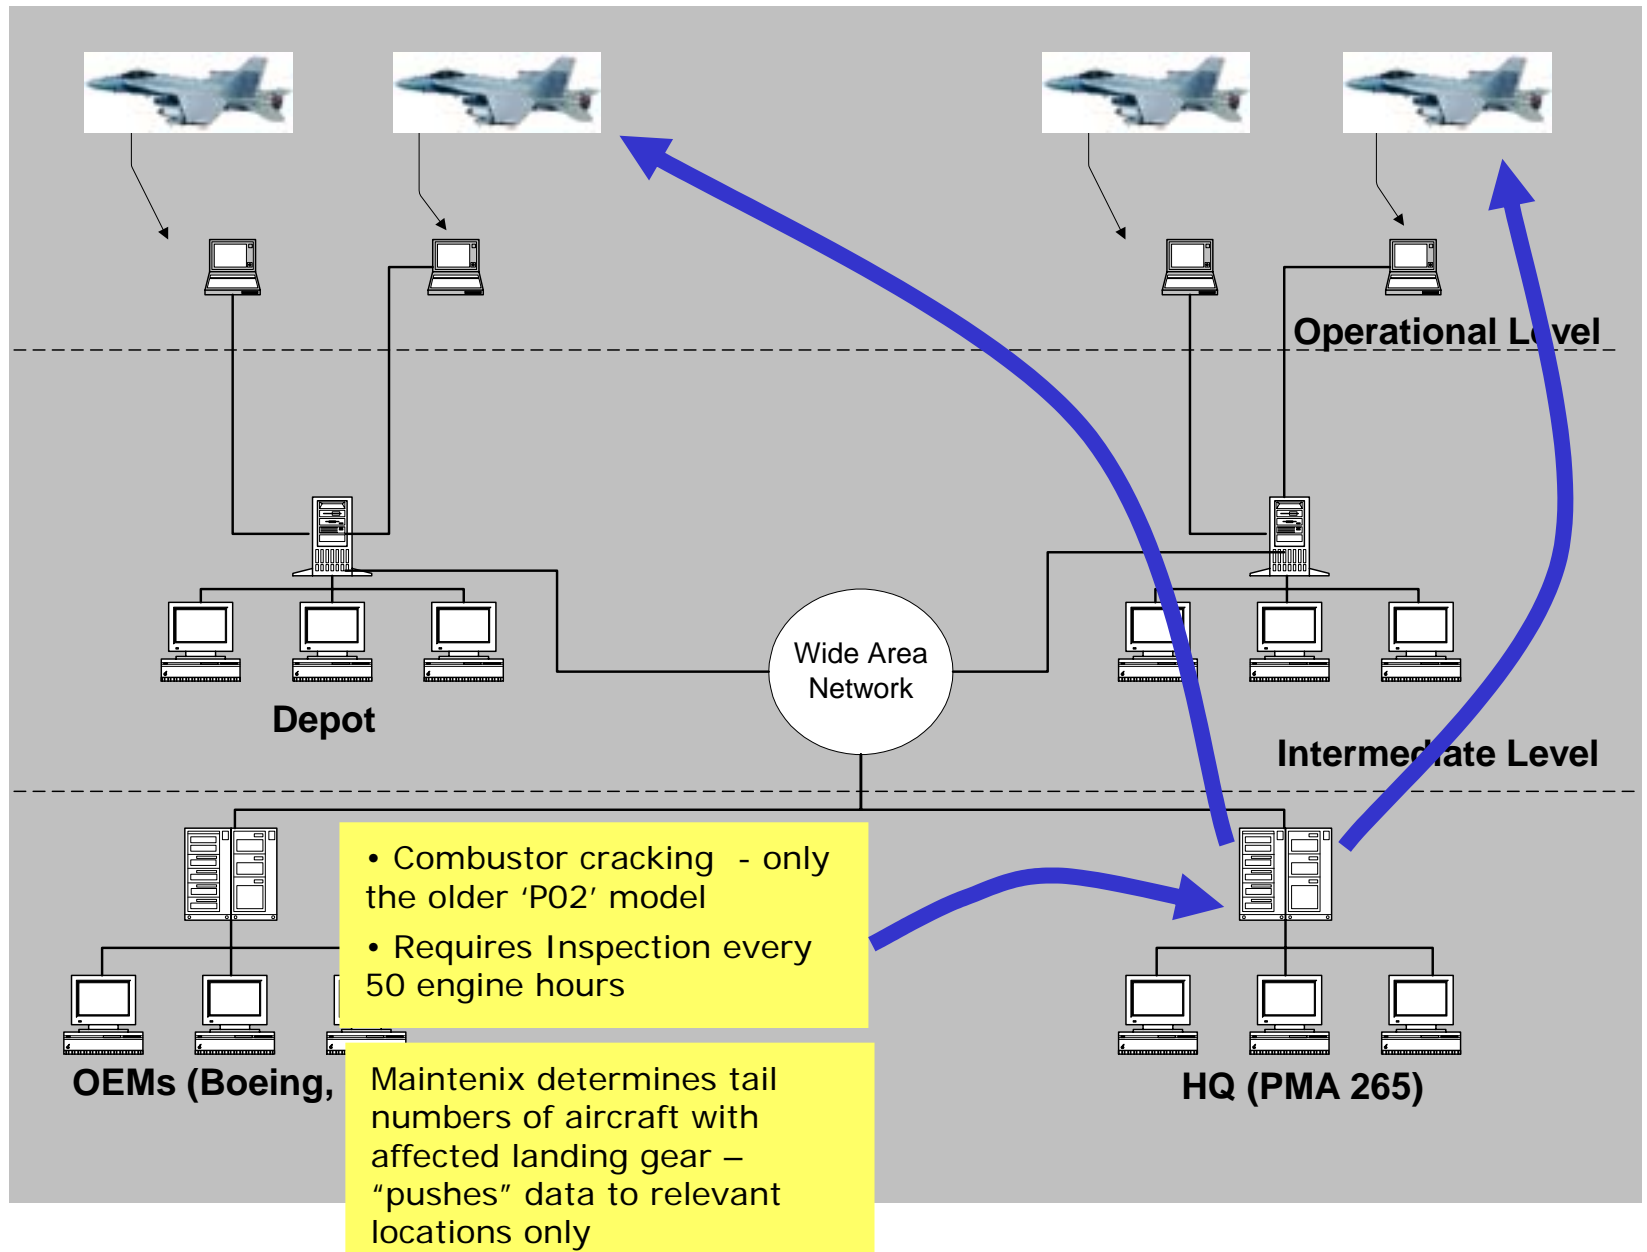 Operational Level
Wide Area
Network
Depot
Intermediate Level
• Combustor cracking - only
the older ‘P02’ model
• Requires Inspection every
50 engine hours
OEMs (Boeing,
HQ (PMA 265)
Maintenix determines tail
numbers of aircraft with
affected landing gear –
“pushes” data to relevant
locations only